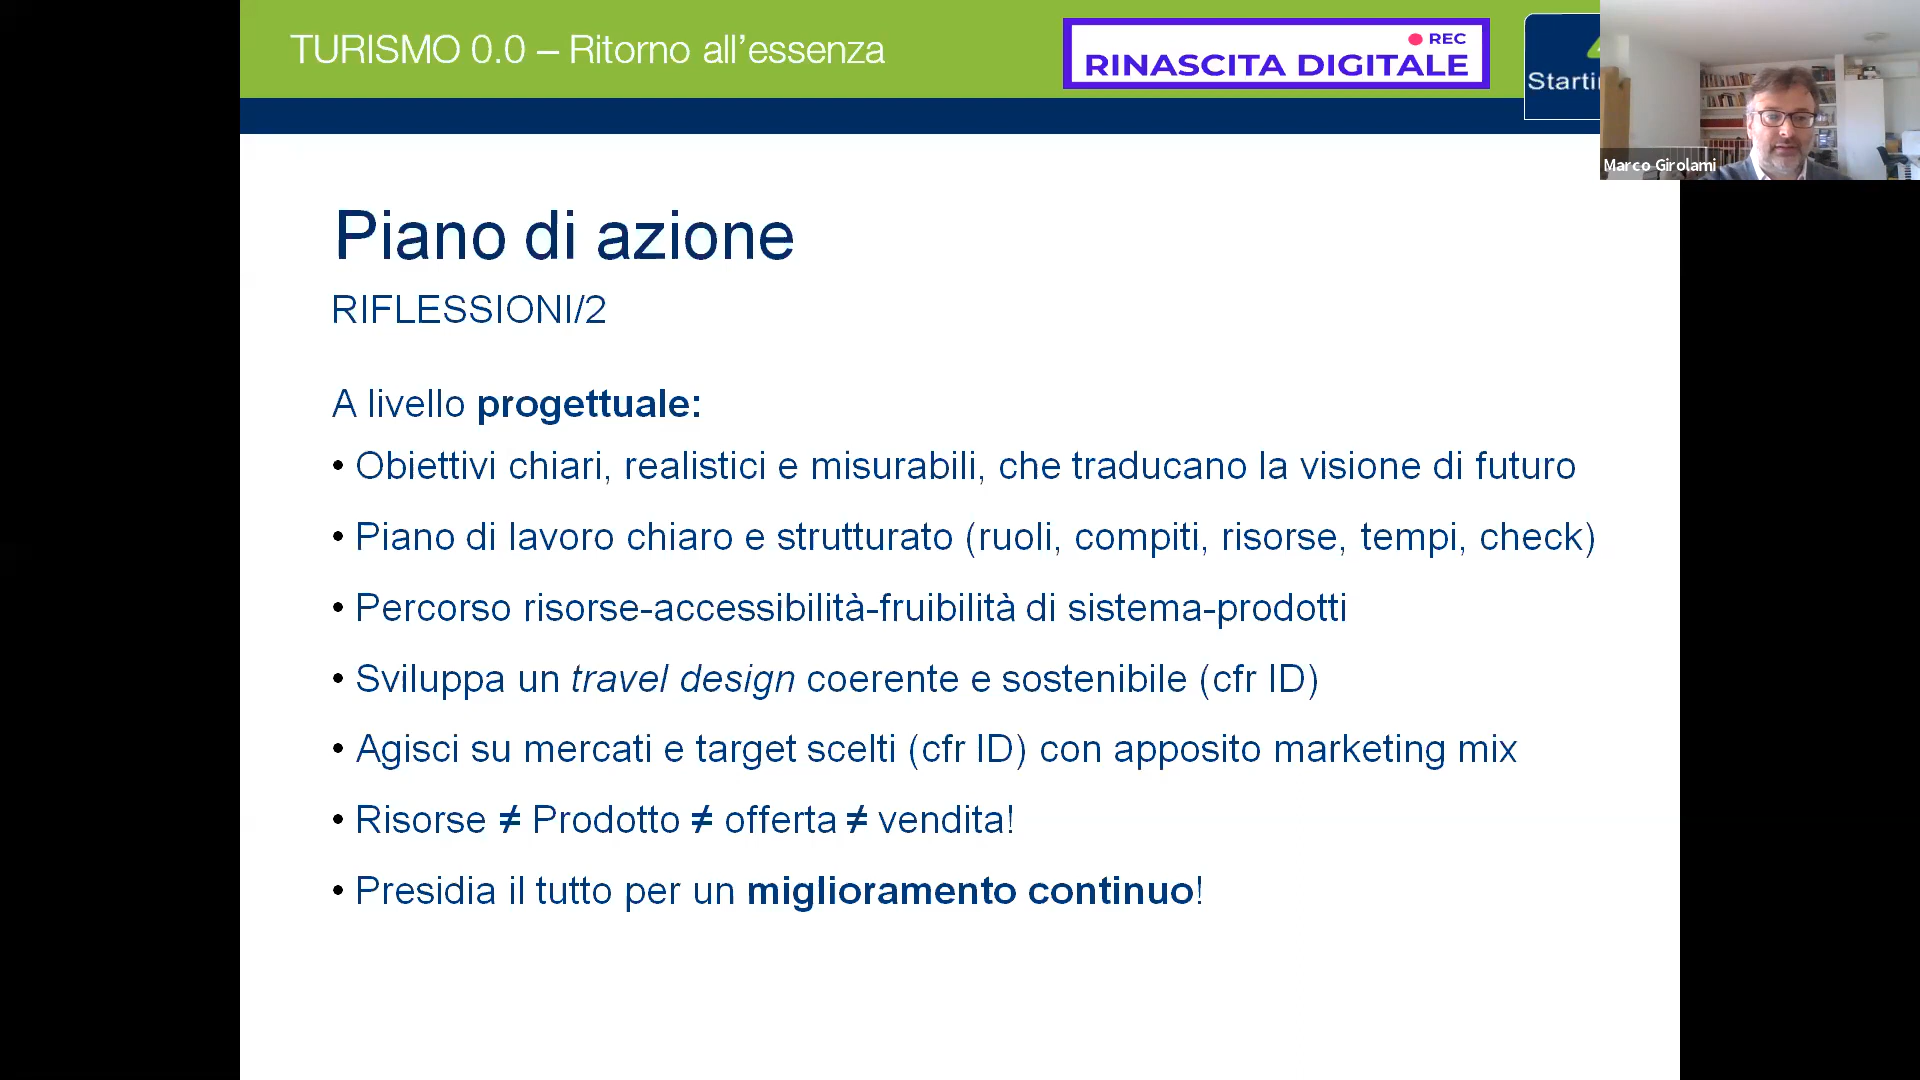 TURISMO 0.0 – Ritorno all'essenza
REC
RINASCITA DIGITALE
Marco Girolami
Piano di azione
RIFLESSIONI/2
A livello progettuale:
• Obiettivi chiari, realistici e misurabili, che traducano la visione di futuro
• Piano di lavoro chiaro e strutturato (ruoli, compiti, risorse, tempi, check)
• Percorso risorse-accessibilità-fruibilità di sistema-prodotti
• Sviluppa un travel design coerente e sostenibile (cfr ID)
• Agisci su mercati e target scelti (cfr ID) con apposito marketing mix
• Risorse ≠ Prodotto ≠ offerta ≠ vendita!
• Presidia il tutto per un miglioramento continuo!